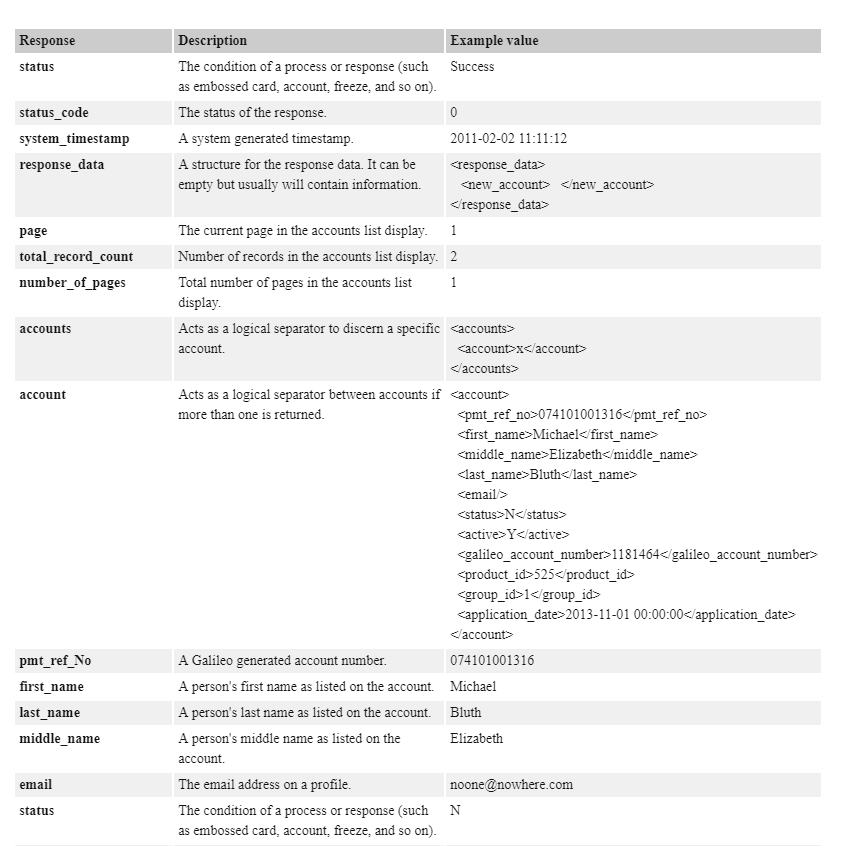 Response Description Example value
status The condition of a process or response (such Success
as embossed card, account, freeze, and so on).
status_code The status of the response. 0
system_timestamp A system generated timestamp. 2011-02-02 11:11:12
response_data A structure for the response data. It can be <response_data>
empty but usually will contain information. <new_account> </new_account>
</response_data>
page The current page in the accounts list display. 1
total_record_count Number of records in the accounts list display. 2
number_of_pages Total number of pages in the accounts list 1
display.
accounts Acts as a logical separator to discern a specific <accounts>
account. <account>x</account>
</accounts>
account Acts as a logical separator between accounts if <account>
more than one is returned. <pmt_ref_no>074101001316</pmt_ref_no>
<first_name>Michael</first_name>
<middle_name>Elizabeth</middle_name>
<last_name>Bluth</last_name>
<email/>
<status>N</status>
<active>Y</active>
<galileo_account_number>1181464</galileo_account_number>
<product_id>525</product_id>
<group_id>1</group_id>
<application_date>2013-11-01 00:00:00</application_date>
</account>
pmt_ref_No A Galileo generated account number. 074101001316
first_name A person's first name as listed on the account. Michael
last_name A person's last name as listed on the account. Bluth
middle_name A person's middle name as listed on the Elizabeth
account.
email The email address on a profile. noone@nowhere.com
status The condition of a process or response (such N
as embossed card, account, freeze, and so on).